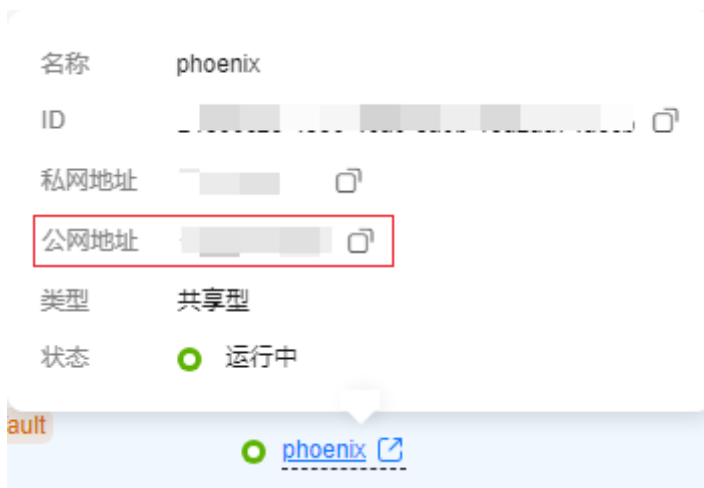 名称 phoenix
ID
私网地址
公网地址
类型 共享型
状态 运行中
ault
phoenix